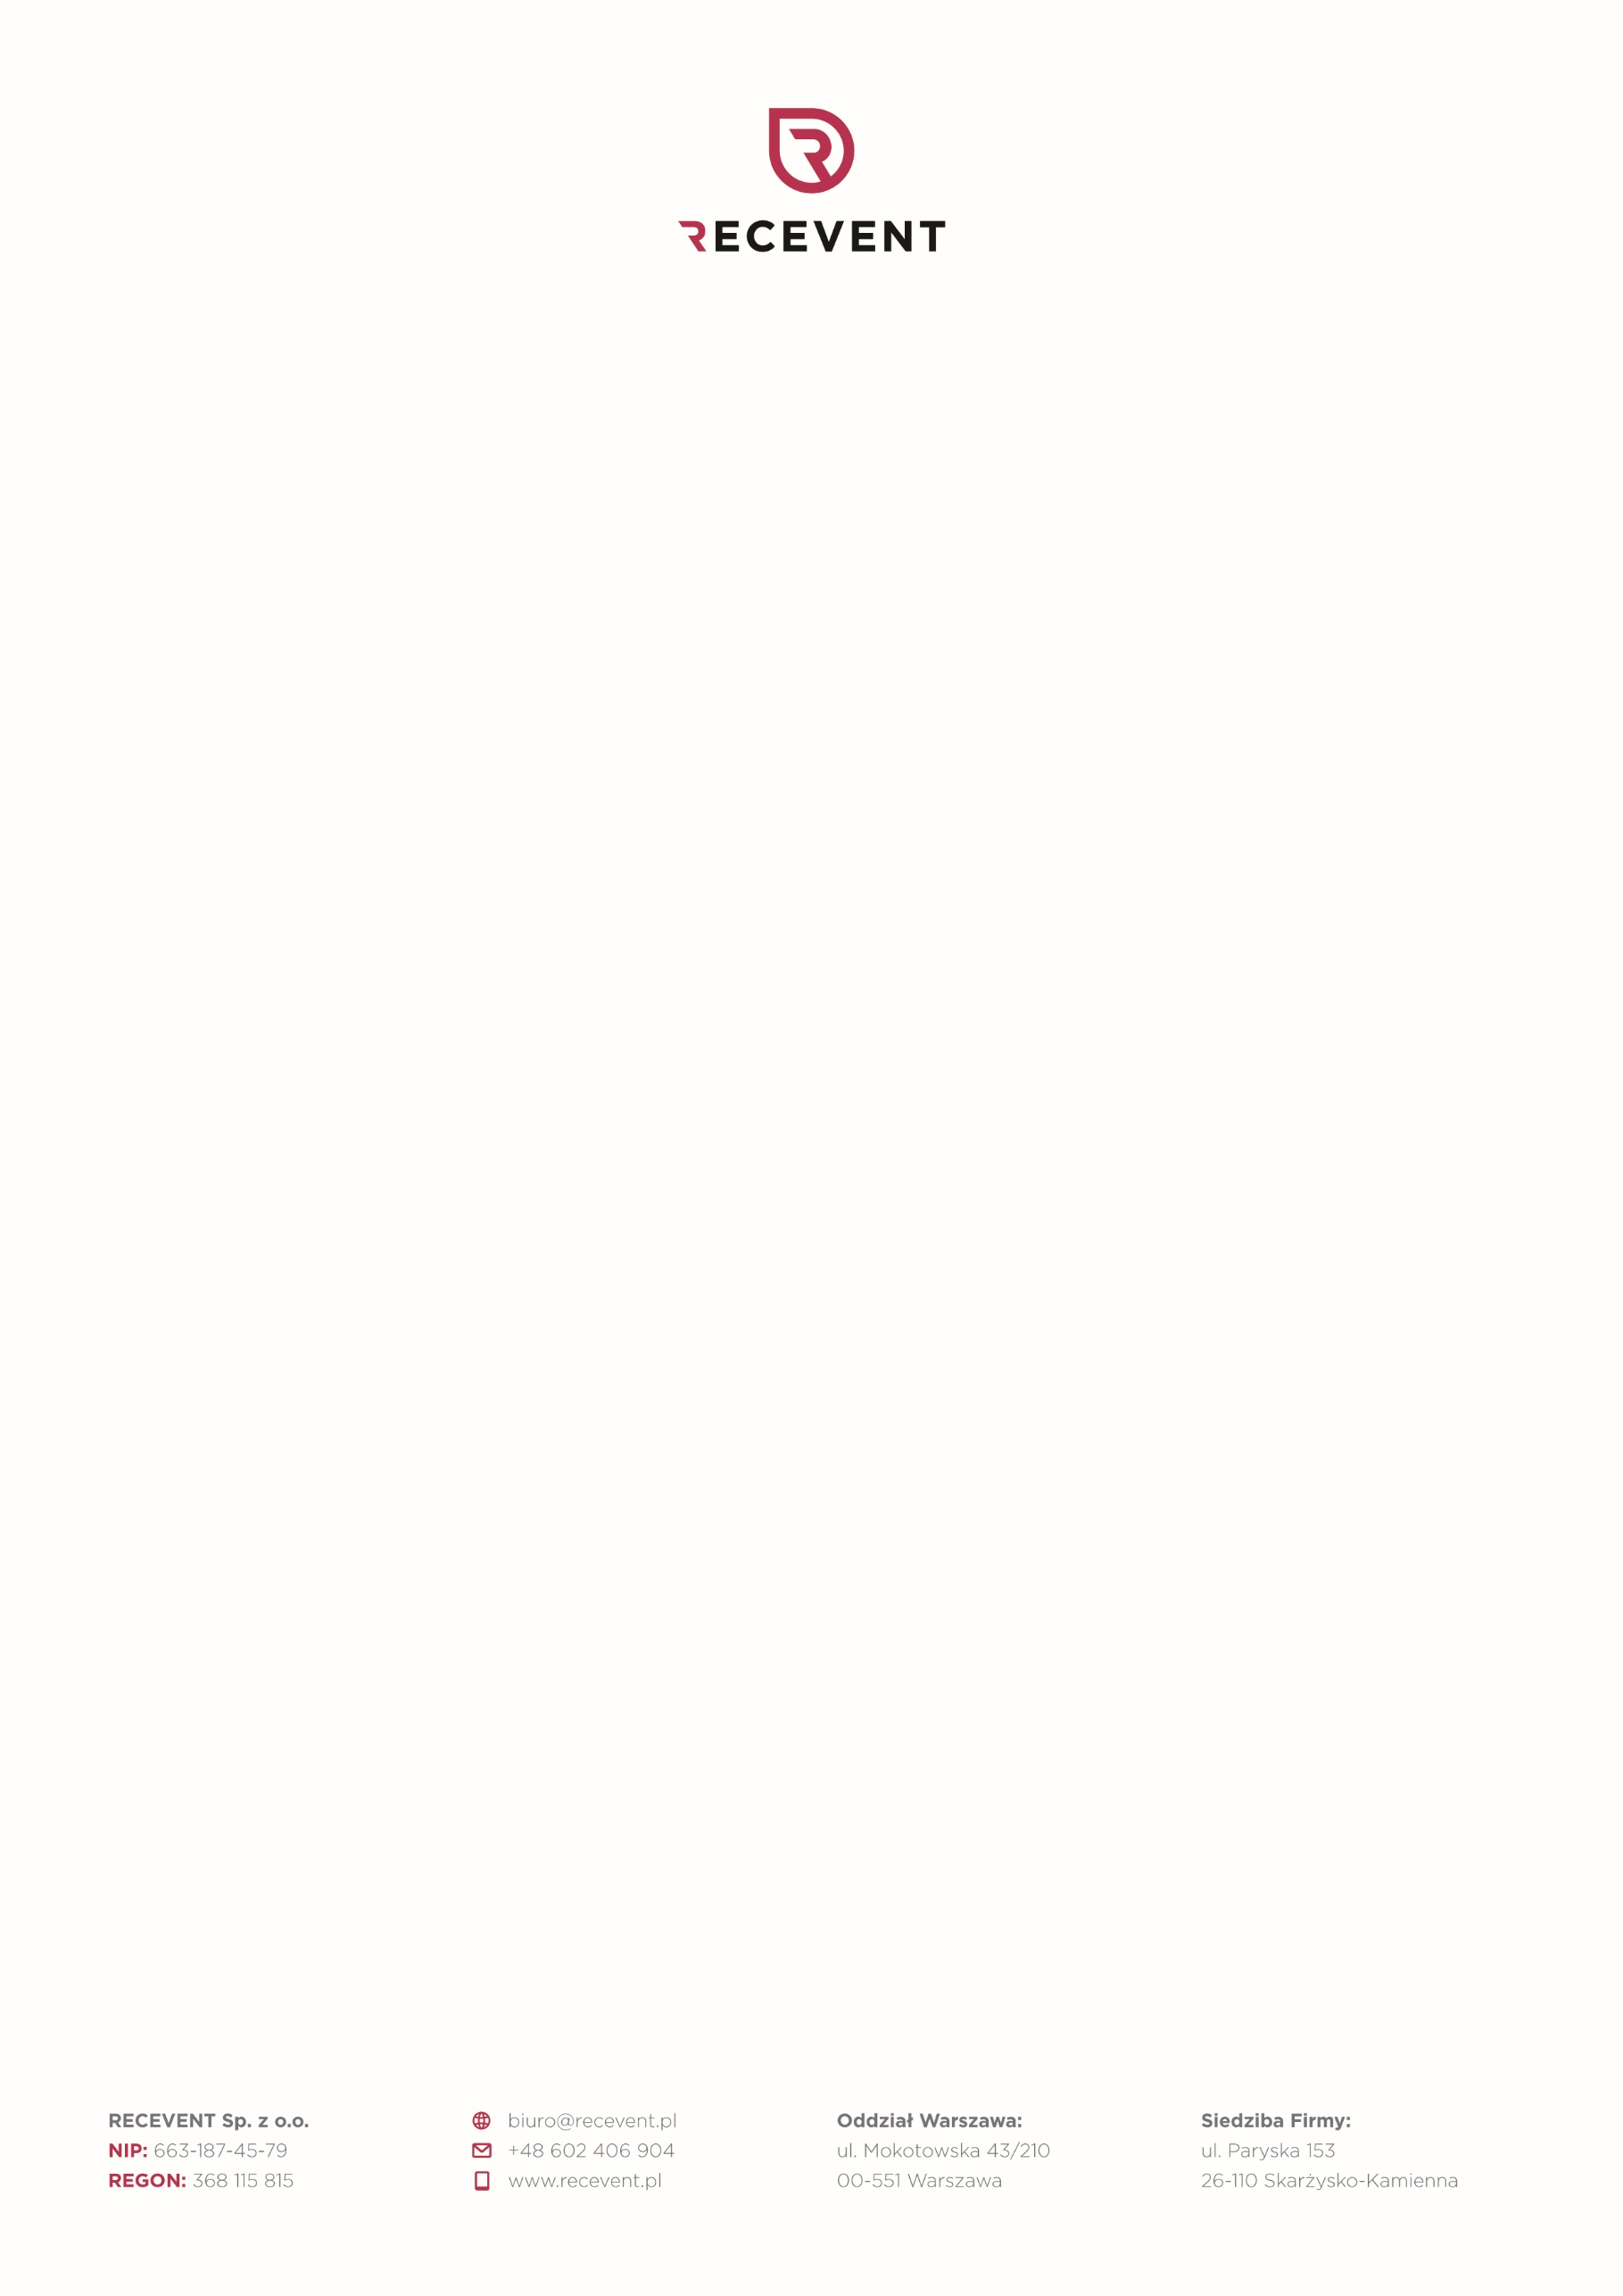 RECEVENT
RECEVENT Sp. z o.o.
NIP: 663-187-45-79
REGON: 368 115 815
biuro@recevent.pl
+48 602 406 904
www.recevent.pl
Oddział Warszawa:
ul. Mokotowska 43/210
00-551 Warszawa
Siedziba Firmy:
ul. Paryska 153
26-110 Skarżysko-Kamienna